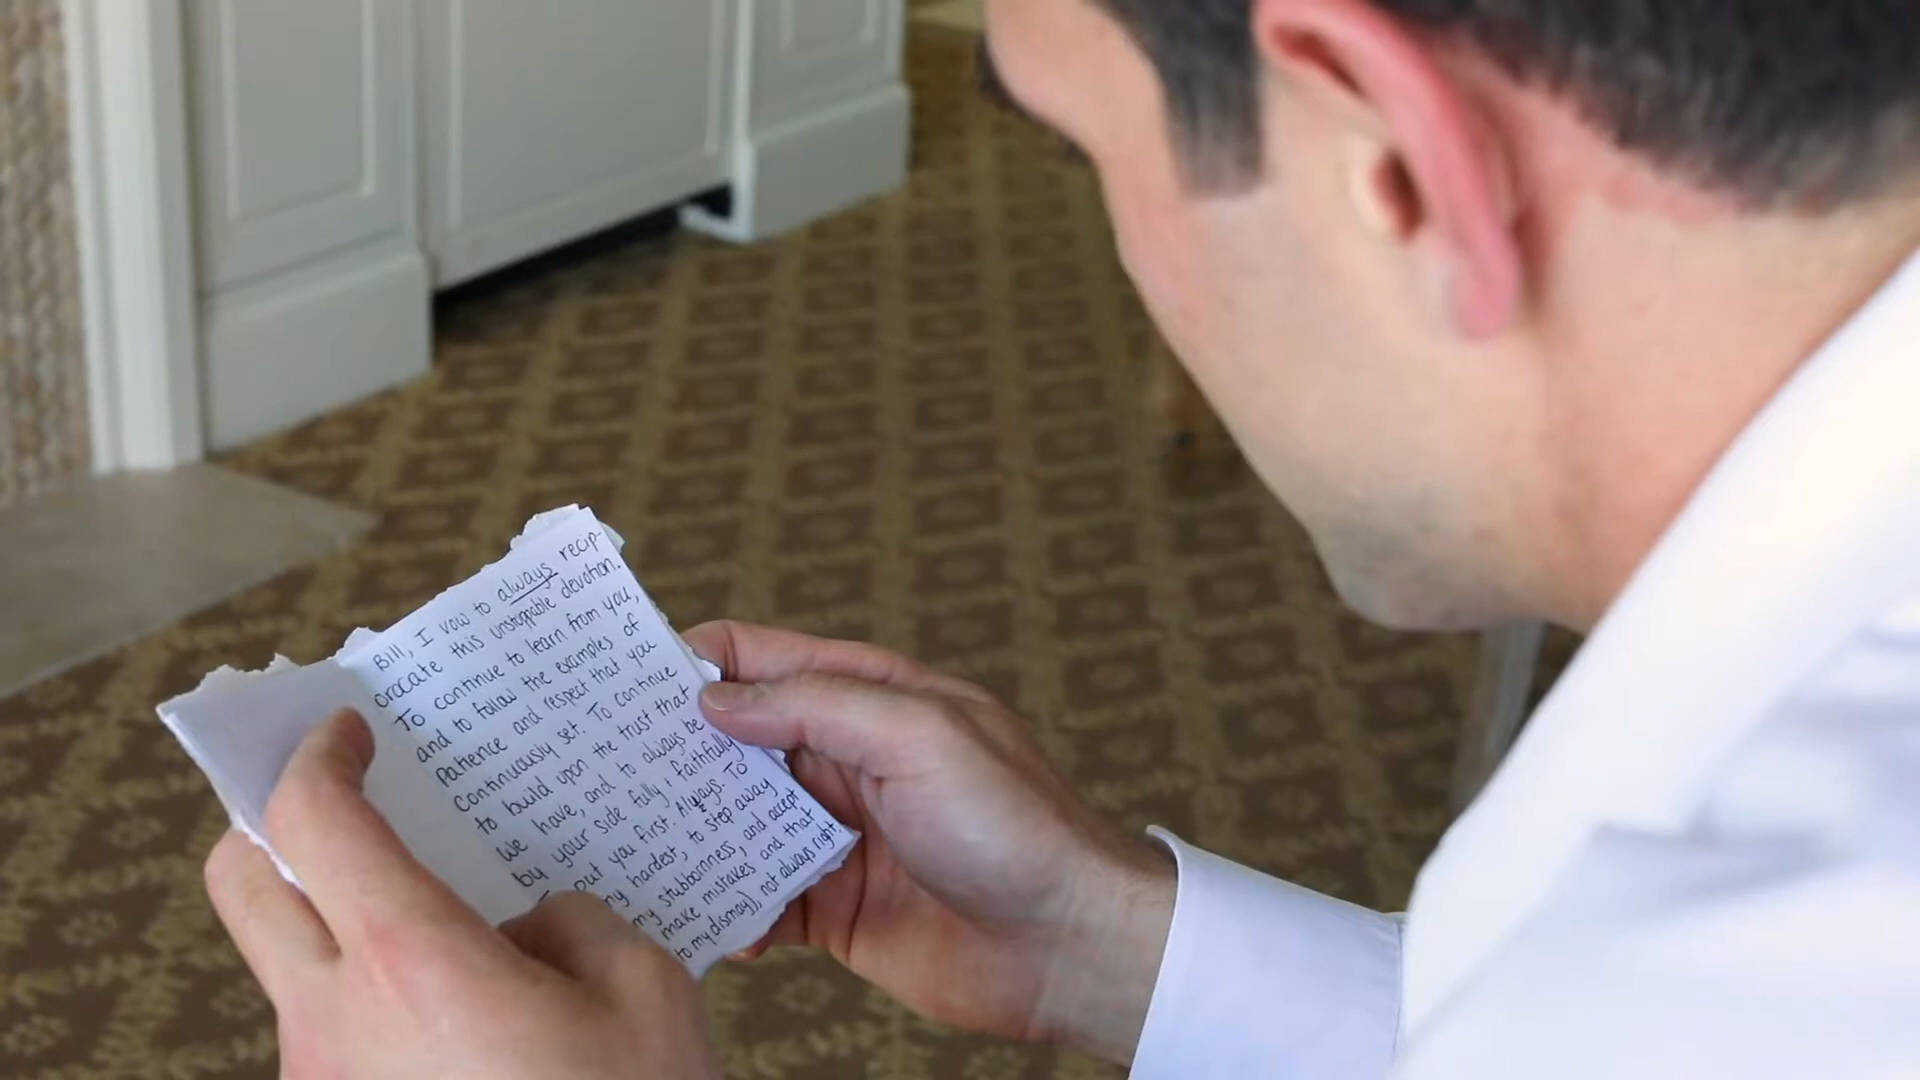 Bill, I vow to always recip-
orocate this unstoppable devotion.
To continue to learn from you,
and to follow the examples of
patience and respect that you
continuously set. To continue
to build upon the trust that
we have, and to always be
by your side fully & faithfully
put you first. Always. To
my hardest, to step away
my stubbornness, and accept
make mistakes and that
to my dismay), not always right.